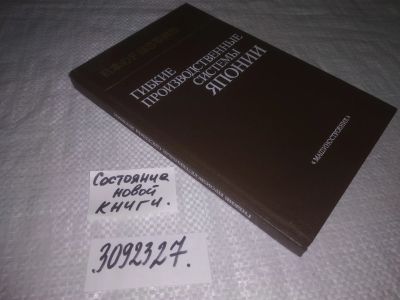 ГИБКИЕ
ПРОИЗВОДСТВЕННЫЕ
СИСТЕМЫ
ЯПОНИИ
«МАШИНОСТРОЕНИЕ»
Состояние
новой
книги.
.3092327.